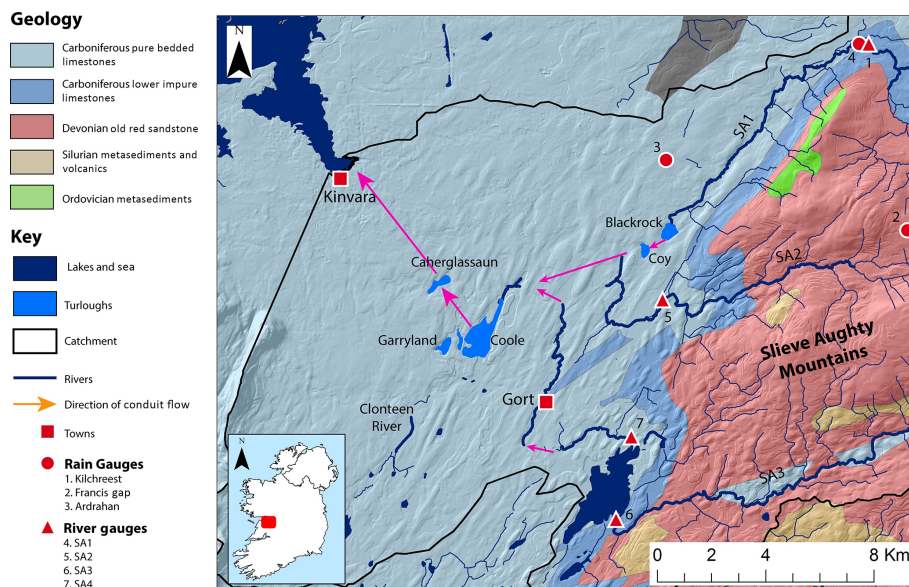 Geology
Carboniferous pure bedded
limestones
Carboniferous lower impure
limestones
Devonian old red sandstone
Silurian metasediments and
volcanics
Ordovician metasediments
Key
Lakes and sea
Turloughs
Catchment
Rivers
Direction of conduit flow
Towns
Rain Gauges
1. Kilchreest
2. Francis gap
3. Ardrahan
River gauges
4. SA1
5. SA2
6. SA3
7. SA4
N
4
1
SA1
3
Kinvara
2
Blackrock
Coy
SA2
Caherglassaun
5
Garryland
Coole
Slieve Aughty
Mountains
Gort
Clonteen
River
7
SA3
6
N
0 2 4 8 Km